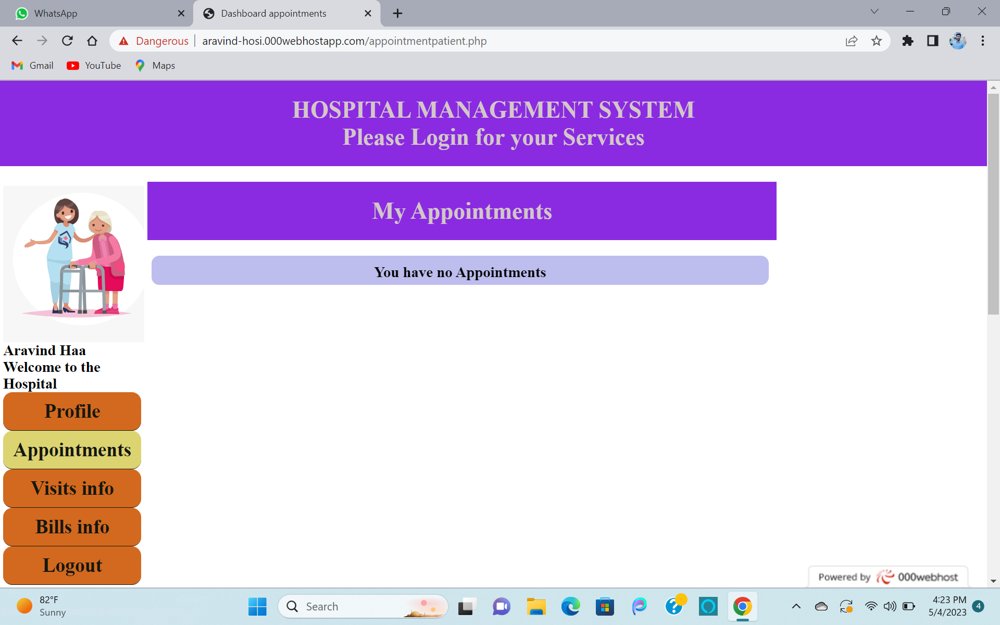 WhatsApp
Dashboard appointments
Dangerous
aravind-hosi.000webhostapp.com/appointmentpatient.php
Gmail
YouTube
Maps
HOSPITAL MANAGEMENT SYSTEM
Please Login for your Services
My Appointments
You have no Appointments
Aravind Haa
Welcome to the
Hospital
Profile
Appointments
Visits info
Bills info
Logout
Powered by 000webhost
82°F
Sunny
Search
4:23 PM
5/4/2023
4